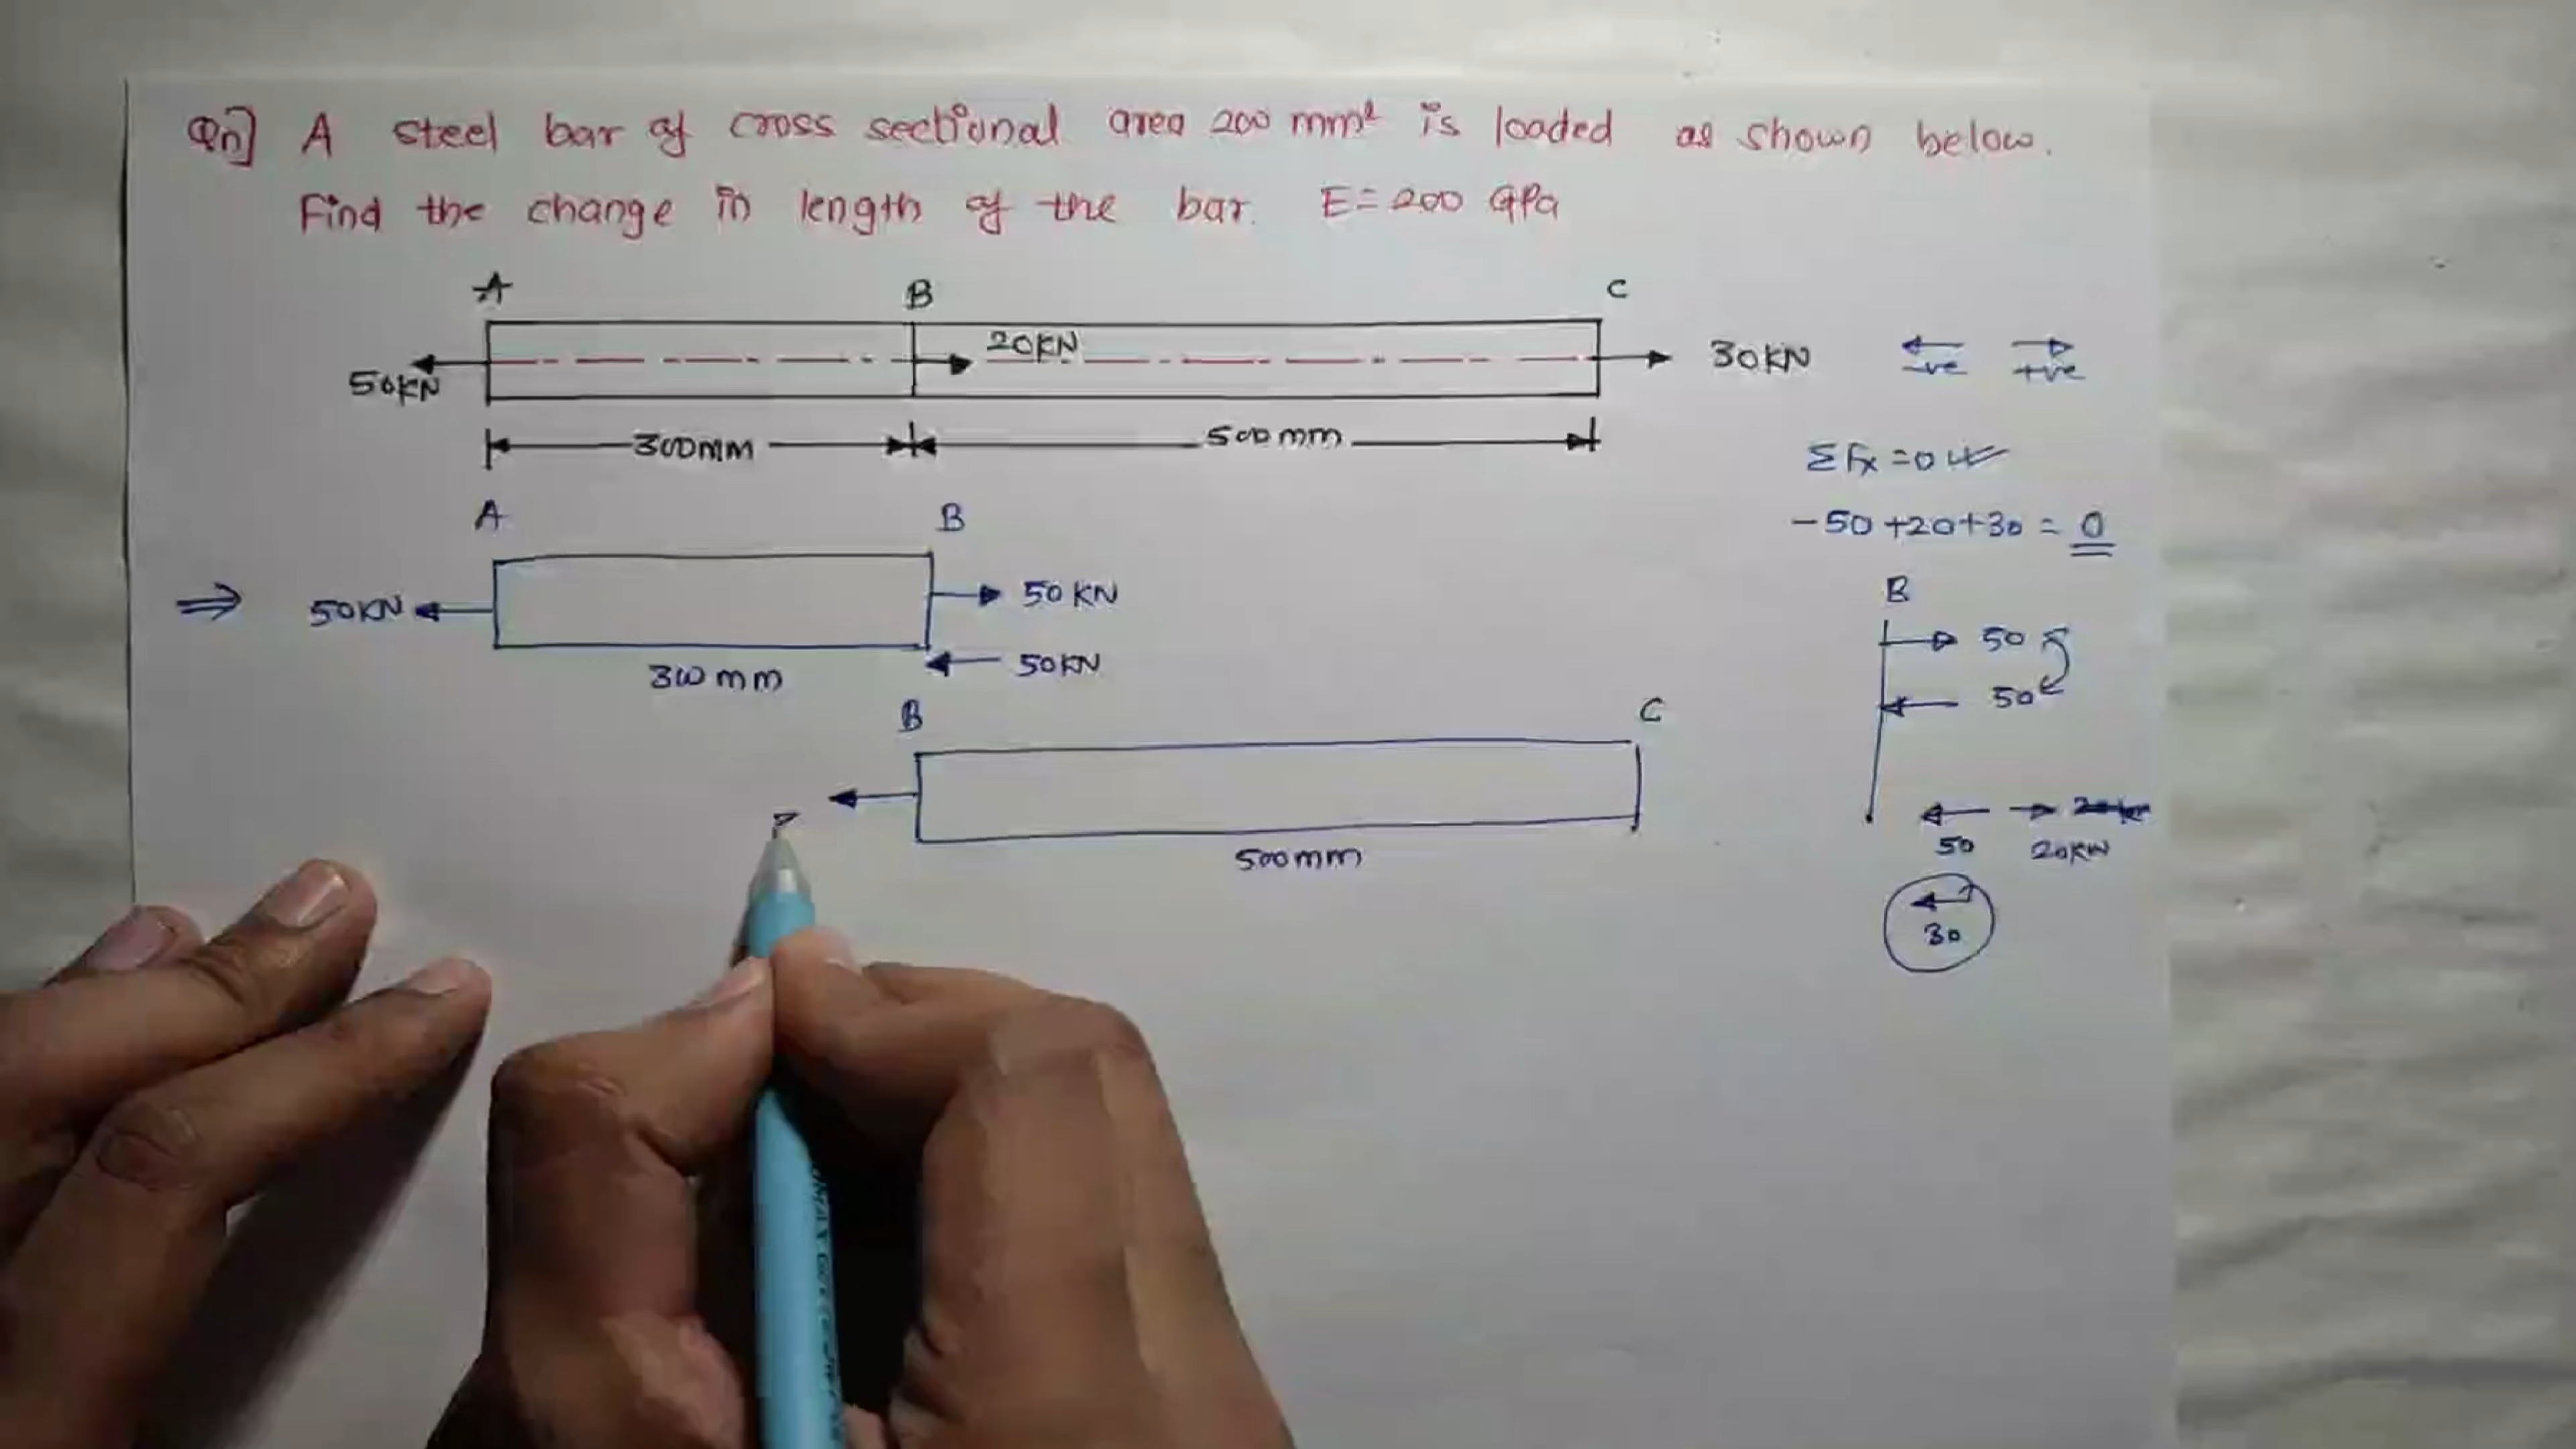 Qn] A steel bar of cross sectional area 200 mm² is loaded as shown below.
Find the change in length of the bar. E = 200 GPa
A B C
50KN 20KN 30KN
-ve +ve
300mm 500mm
ΣFx = 0
-50 +20+30 = 0
A B
50KN 50 KN
50KN
300 mm
B C
500mm
B
50
50
50 20KN
30